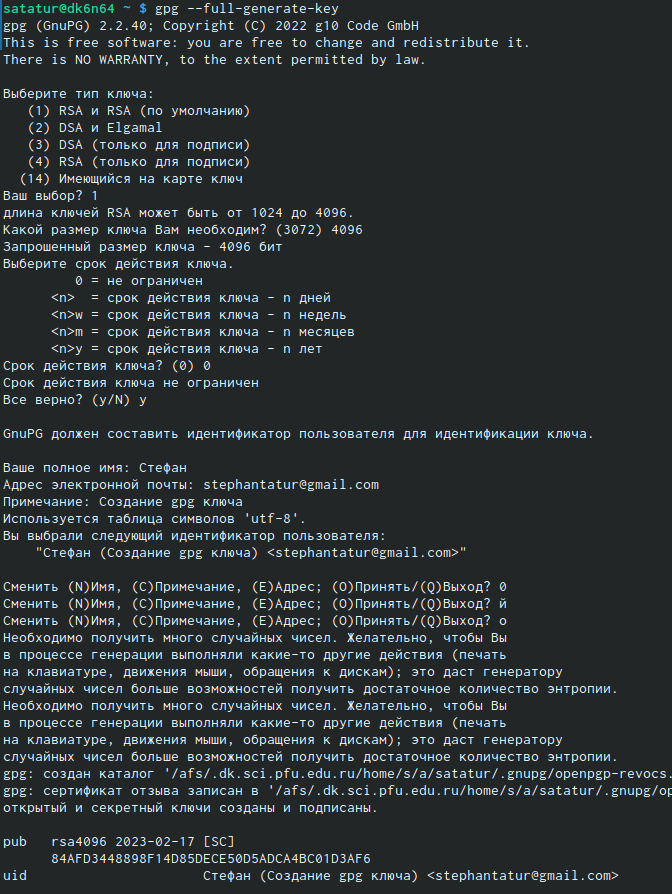 satatur@dk6n64 ~ $ gpg --full-generate-key
gpg (GnuPG) 2.2.40; Copyright (C) 2022 g10 Code GmbH
This is free software: you are free to change and redistribute it.
There is NO WARRANTY, to the extent permitted by law.
Выберите тип ключа:
(1) RSA и RSA (по умолчанию)
(2) DSA и Elgamal
(3) DSA (только для подписи)
(4) RSA (только для подписи)
(14) Имеющийся на карте ключ
Ваш выбор? 1
длина ключей RSA может быть от 1024 до 4096.
Какой размер ключа Вам необходим? (3072) 4096
Запрошенный размер ключа - 4096 бит
Выберите срок действия ключа.
0 = не ограничен
<n>  = срок действия ключа - n дней
<n>w = срок действия ключа - n недель
<n>m = срок действия ключа - n месяцев
<n>y = срок действия ключа - n лет
Срок действия ключа? (0) 0
Срок действия ключа не ограничен
Все верно? (y/N) y
GnuPG должен составить идентификатор пользователя для идентификации ключа.
Ваше полное имя: Стефан
Адрес электронной почты: stephantatur@gmail.com
Примечание: Создание gpg ключа
Используется таблица символов 'utf-8'.
Вы выбрали следующий идентификатор пользователя:
"Стефан (Создание gpg ключа) <stephantatur@gmail.com>"
Сменить (N)Имя, (C)Примечание, (E)Адрес; (O)Принять/(Q)Выход? 0
Сменить (N)Имя, (C)Примечание, (E)Адрес; (O)Принять/(Q)Выход? й
Сменить (N)Имя, (C)Примечание, (E)Адрес; (O)Принять/(Q)Выход? o
Необходимо получить много случайных чисел. Желательно, чтобы Вы
в процессе генерации выполняли какие-то другие действия (печать
на клавиатуре, движения мыши, обращения к дискам); это даст генератору
случайных чисел больше возможностей получить достаточное количество энтропии.
Необходимо получить много случайных чисел. Желательно, чтобы Вы
в процессе генерации выполняли какие-то другие действия (печать
на клавиатуре, движения мыши, обращения к дискам); это даст генератору
случайных чисел больше возможностей получить достаточное количество энтропии.
gpg: создан каталог '/afs/.dk.sci.pfu.edu.ru/home/s/a/satatur/.gnupg/openpgp-revocs.
gpg: сертификат отзыва записан в '/afs/.dk.sci.pfu.edu.ru/home/s/a/satatur/.gnupg/op
открытый и секретный ключи созданы и подписаны.
pub   rsa4096 2023-02-17 [SC]
84AFD3448898F14D85DECE50D5ADCA4BC01D3AF6
uid                      Стефан (Создание gpg ключа) <stephantatur@gmail.com>